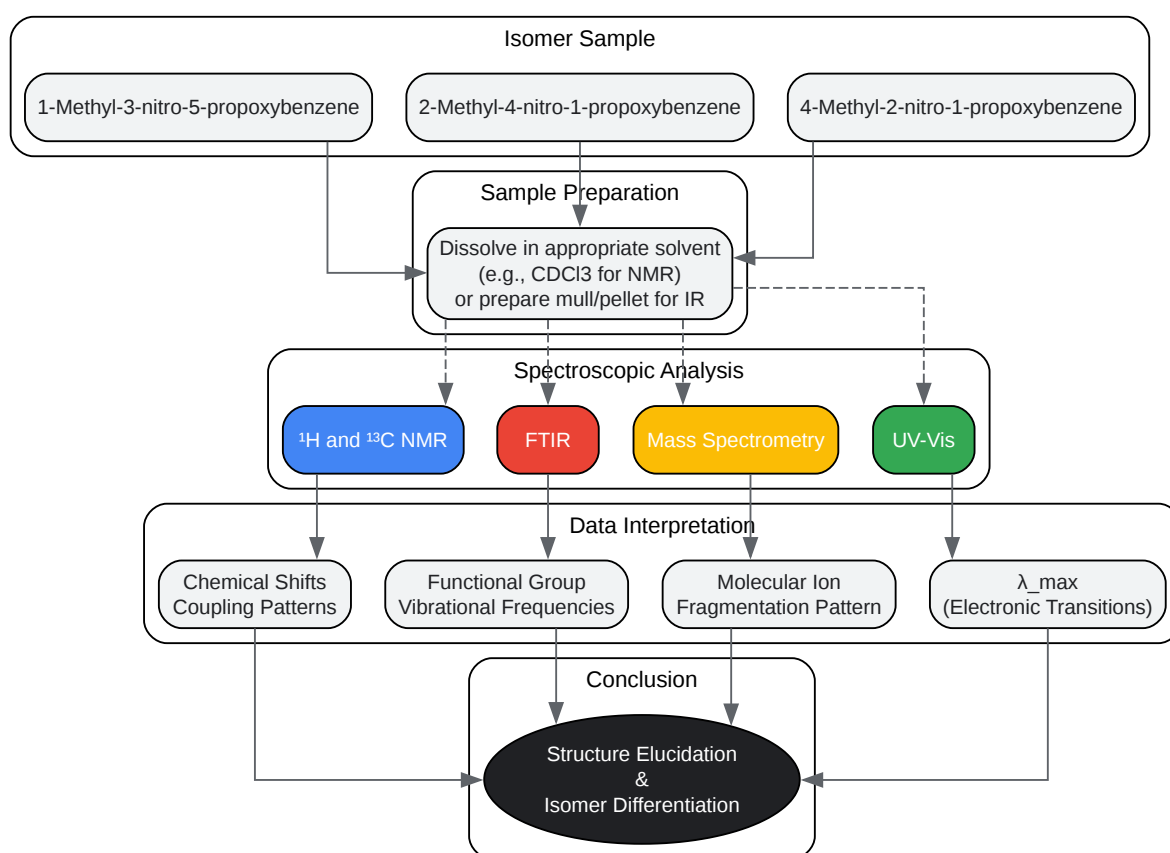 Isomer Sample
1-Methyl-3-nitro-5-propoxybenzene
2-Methyl-4-nitro-1-propoxybenzene
4-Methyl-2-nitro-1-propoxybenzene
Sample Preparation
Dissolve in appropriate solvent
(e.g., CDCl3 for NMR)
or prepare mull/pellet for IR
Spectroscopic Analysis
¹H and ¹³C NMR
FTIR
Mass Spectrometry
UV-Vis
Data Interpretation
Chemical Shifts
Coupling Patterns
Functional Group
Vibrational Frequencies
Molecular Ion
Fragmentation Pattern
λ_max
(Electronic Transitions)
Conclusion
Structure Elucidation
&
Isomer Differentiation